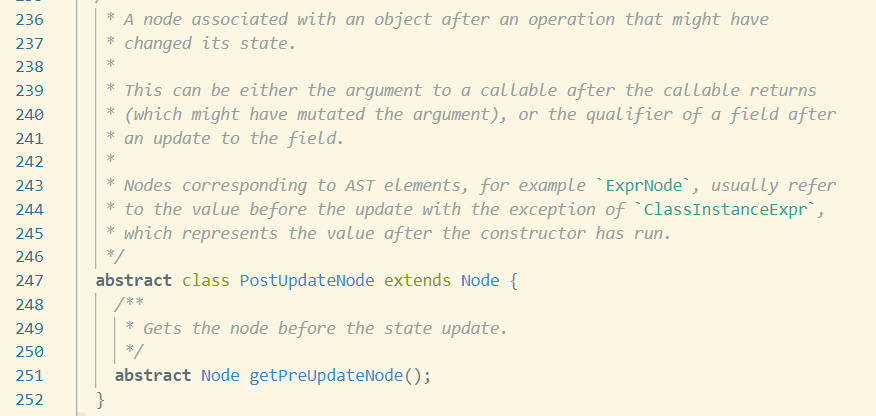 236 * A node associated with an object after an operation that might have
237 * changed its state.
238 *
239 * This can be either the argument to a callable after the callable returns
240 * (which might have mutated the argument), or the qualifier of a field after
241 * an update to the field.
242 *
243 * Nodes corresponding to AST elements, for example `ExprNode`, usually refer
244 * to the value before the update with the exception of `ClassInstanceExpr`,
245 * which represents the value after the constructor has run.
246 */
247 abstract class PostUpdateNode extends Node {
248 /**
249 * Gets the node before the state update.
250 */
251 abstract Node getPreUpdateNode();
252 }